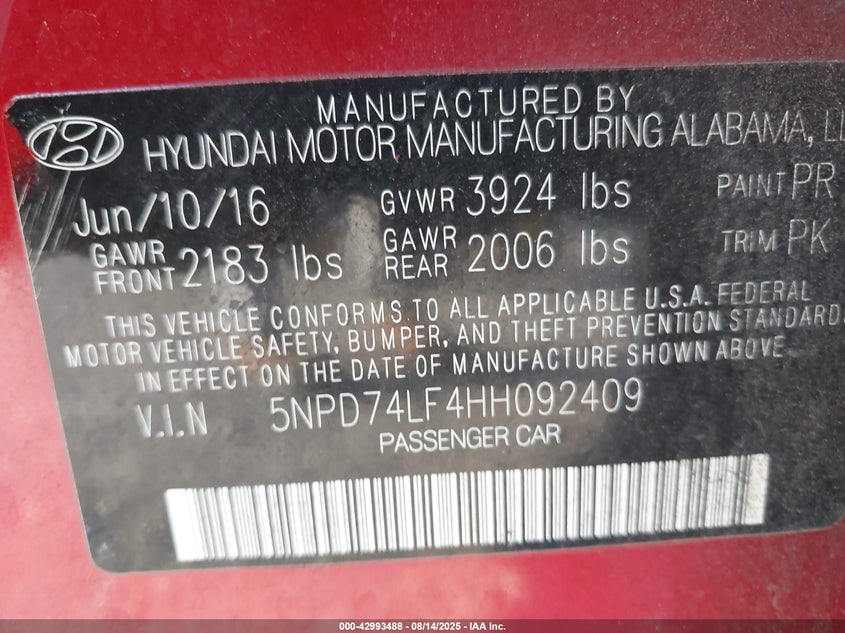 MANUFACTURED BY
HYUNDAI MOTOR MANUFACTURING ALABAMA,
Jun/10/16 GVWR 3924 lbs PAINT PR
GAWR FRONT 2183 lbs GAWR REAR 2006 lbs TRIM PK
THIS VEHICLE CONFORMS TO ALL APPLICABLE U.S.A. FEDERAL
MOTOR VEHICLE SAFETY, BUMPER, AND THEFT PREVENTION STANDARDS
IN EFFECT ON THE DATE OF MANUFACTURE SHOWN ABOVE
V.I.N 5NPD74LF4HH092409
PASSENGER CAR
000-42993488 - 08/14/2025 - IAA Inc.